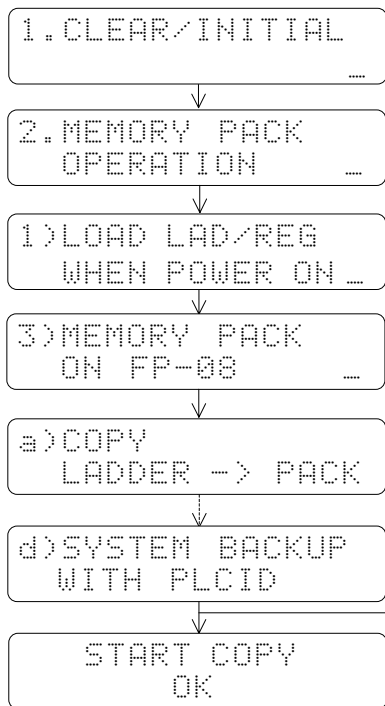 1.CLEAR/INITIAL
2.MEMORY PACK
OPERATION
1)LOAD LAD/REG
WHEN POWER ON
3)MEMORY PACK
ON FP-08
a)COPY
LADDER -> PACK
d)SYSTEM BACKUP
WITH PLCID
START COPY
OK